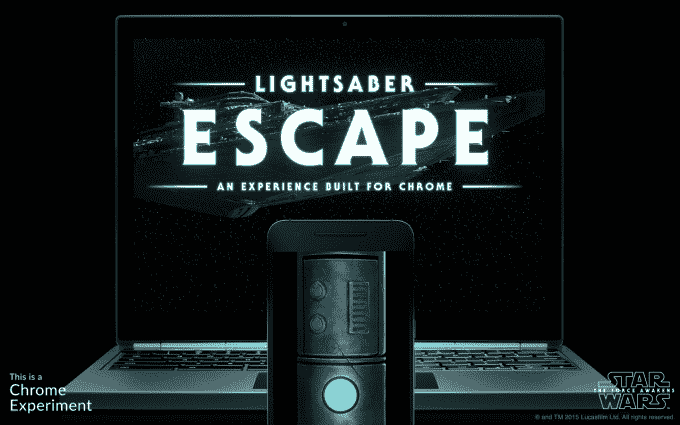 LIGHTSABER
ESCAPE
AN EXPERIENCE BUILT FOR CHROME
This is a
Chrome
Experiment
STAR
THE FORCE AWAKENS
WARS
© and TM 2015 Lucasfilm Ltd. All rights reserved